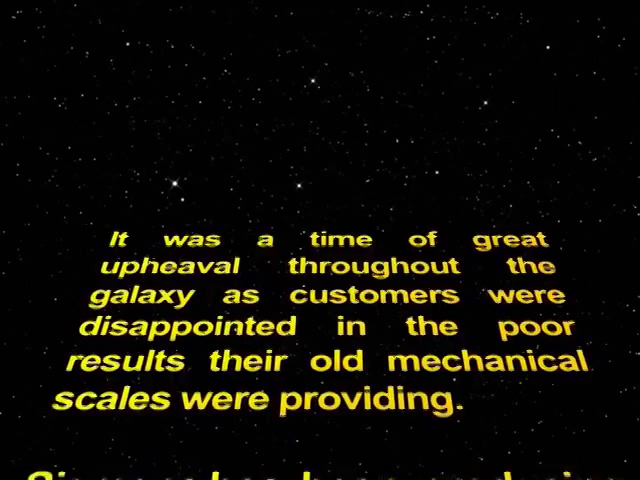 It was a time of great
upheaval throughout the
galaxy as customers were
disappointed in the poor
results their old mechanical
scales were providing.